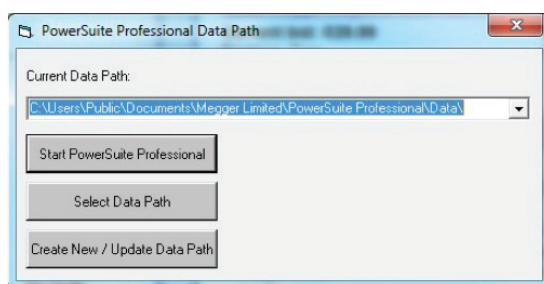 PowerSuite Professional Data Path
Current Data Path:
C:\Users\Public\Documents\Megger Limited\PowerSuite Professional\Data\
Start PowerSuite Professional
Select Data Path
Create New / Update Data Path